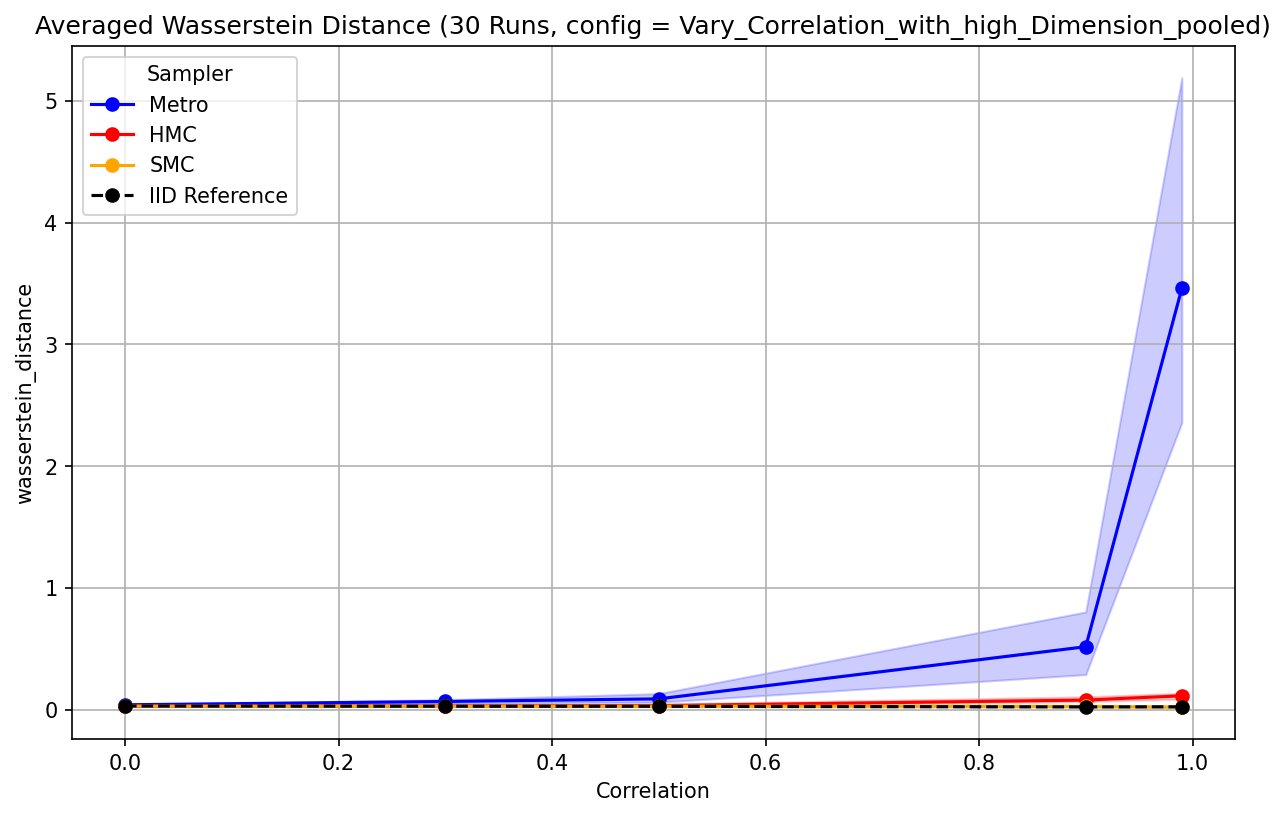 Averaged Wasserstein Distance (30 Runs, config = Vary_Correlation_with_high_Dimension_pooled)
Sampler
Metro
HMC
SMC
IID Reference
wasserstein_distance
5
4
3
2
1
0
0.0 0.2 0.4 0.6 0.8 1.0
Correlation